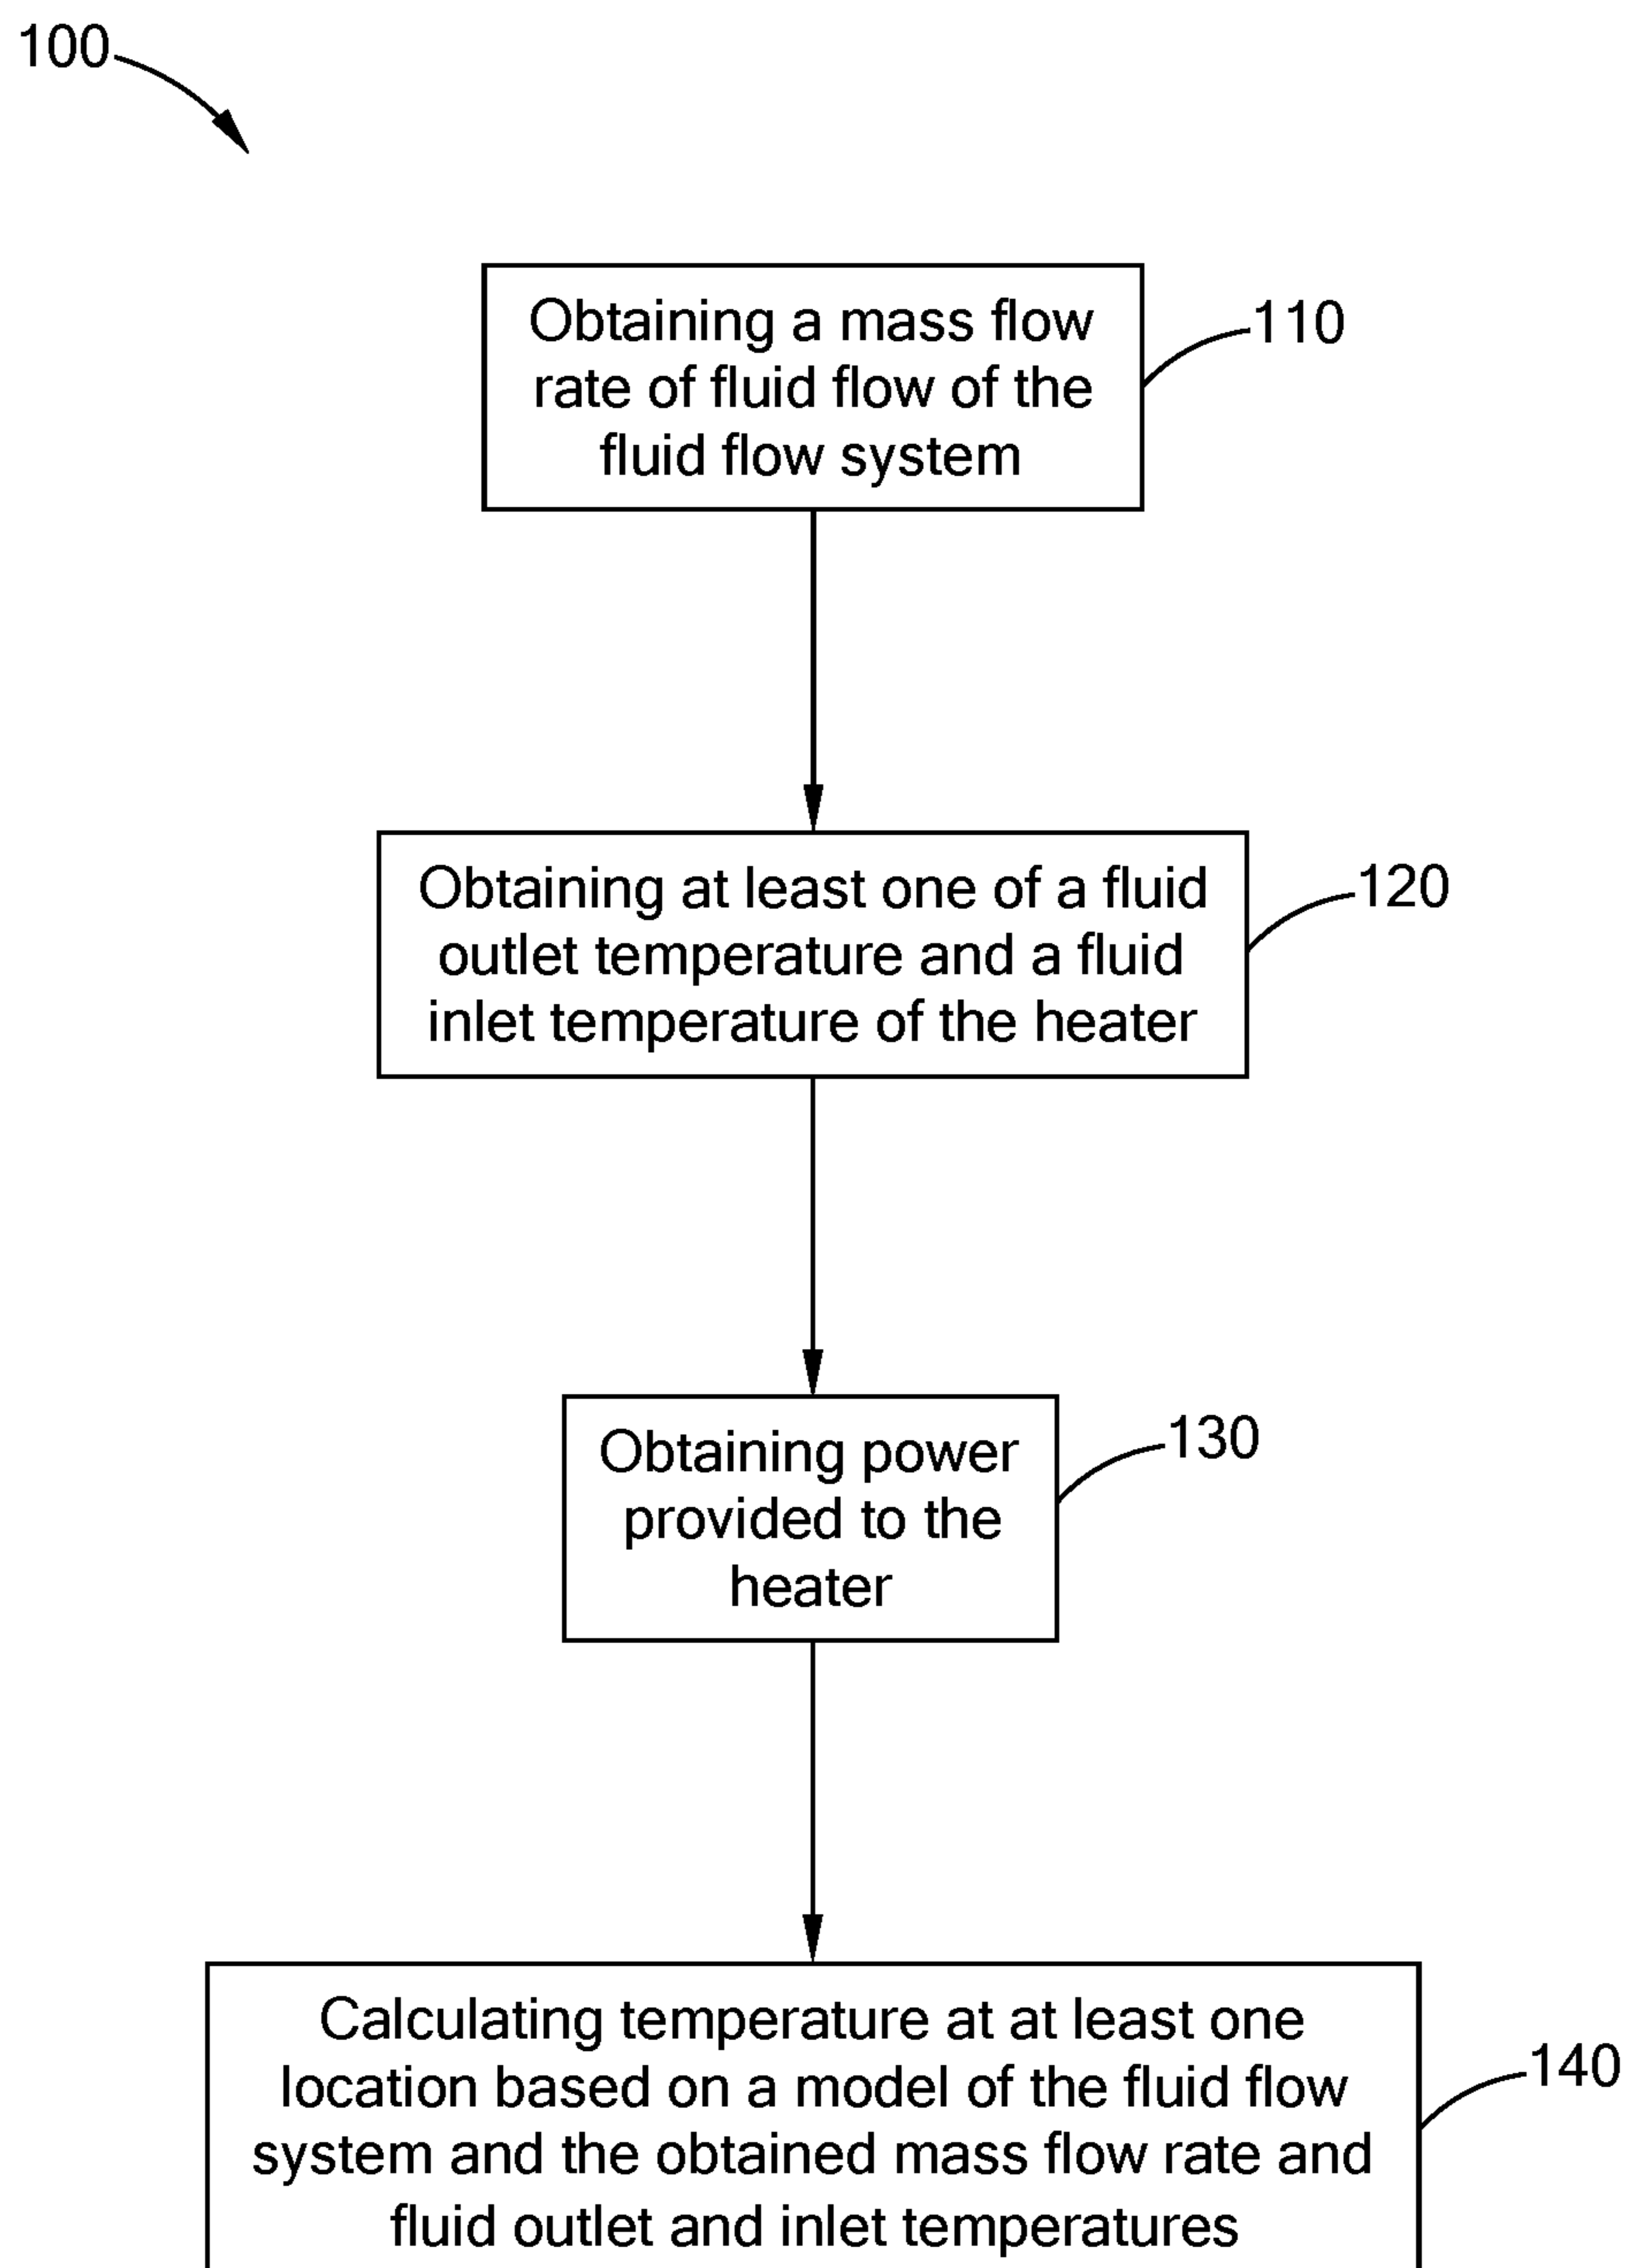 100
Obtaining a mass flow
rate of fluid flow of the
fluid flow system
110
Obtaining at least one of a fluid
outlet temperature and a fluid
inlet temperature of the heater
120
Obtaining power
provided to the
heater
130
Calculating temperature at at least one
location based on a model of the fluid flow
system and the obtained mass flow rate and
fluid outlet and inlet temperatures
140